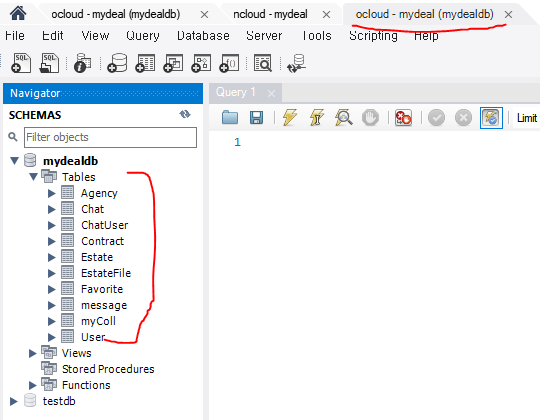 ocloud - mydeal (mydealdb) × ncloud - mydeal × ocloud - mydeal (mydealdb) ×
File Edit View Query Database Server Tools Scripting Help
SQL SQL
Navigator Query 1 ×
SCHEMAS
Limit
Filter objects
1
mydealdb
Tables
Agency
Chat
ChatUser
Contract
Estate
EstateFile
Favorite
message
myColl
User
Views
Stored Procedures
Functions
testdb